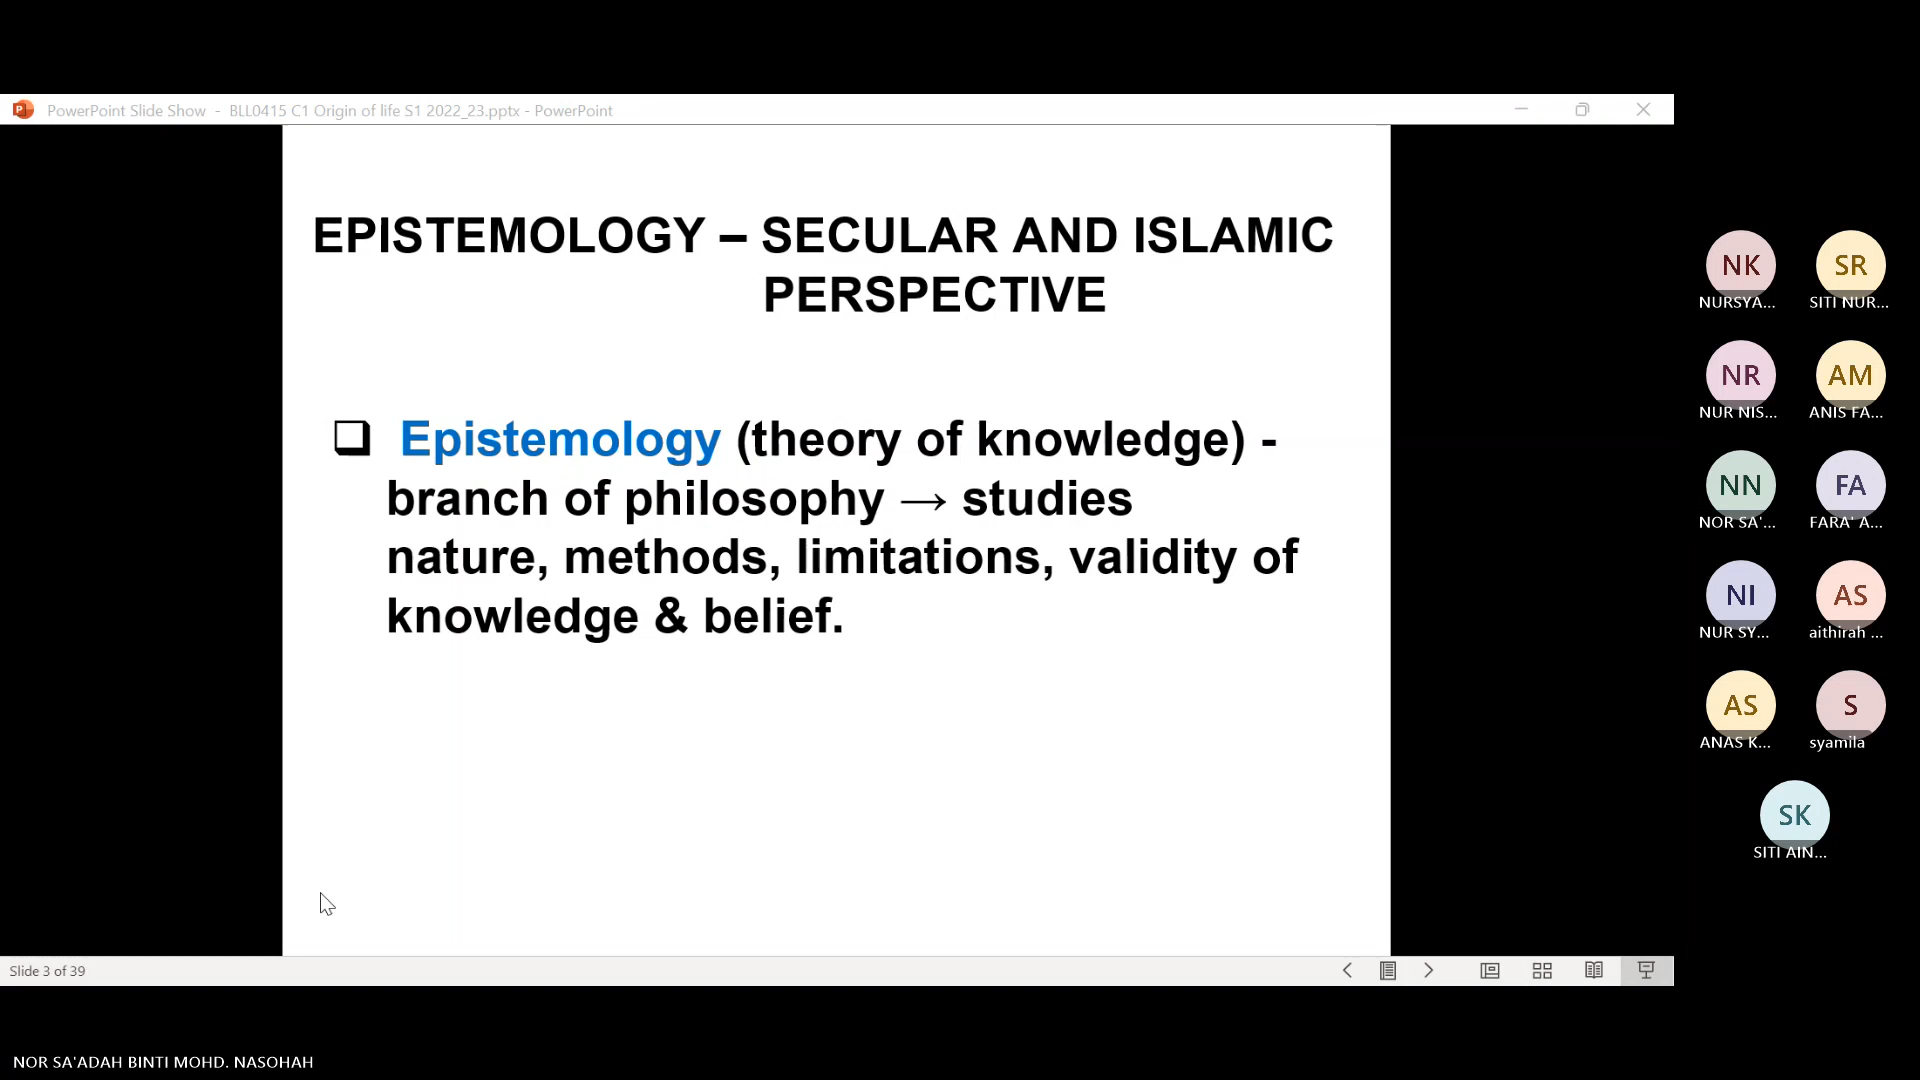 PowerPoint Slide Show - BLL0415 C1 Origin of life S1 2022_23.pptx - PowerPoint
EPISTEMOLOGY – SECULAR AND ISLAMIC
PERSPECTIVE
❑ Epistemology (theory of knowledge) -
branch of philosophy → studies
nature, methods, limitations, validity of
knowledge & belief.
Slide 3 of 39
NK
NURSYA...
SR
SITI NUR...
NR
NUR NIS...
AM
ANIS FA...
NN
NOR SA'...
FA
FARA' A...
NI
NUR SY...
AS
aithirah ...
AS
ANAS K...
S
syamila
SK
SITI AIN...
NOR SA'ADAH BINTI MOHD. NASOHAH